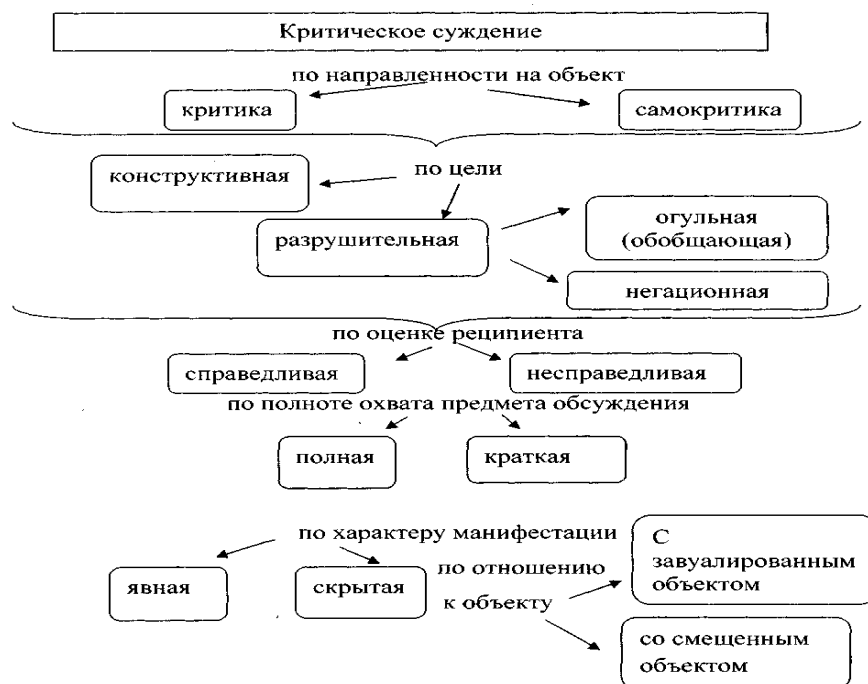 Критическое суждение
по направленности на объект
критика
самокритика
конструктивная
по цели
разрушительная
огульная
(обобщающая)
негационная
по оценке реципиента
справедливая
несправедливая
по полноте охвата предмета обсуждения
полная
краткая
по характеру манифестации
явная
скрытая
по отношению
к объекту
С
завуалированным
объектом
со смещенным
объектом